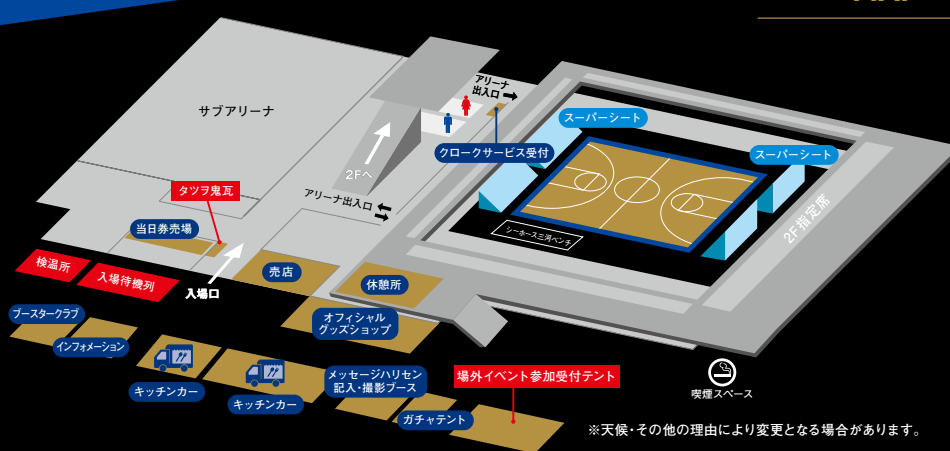 アリーナ
出入口
サブアリーナ
スーパーシート
クロークサービス受付
スーパーシート
2Fへ
タツヲ鬼瓦
アリーナ出入口
2F指定席
当日券売場
シーホース三河ベンチ
検温所
入場待機列
入場口
売店
休憩所
ブースタークラブ
インフォメーション
オフィシャル
グッズショップ
キッチンカー
キッチンカー
メッセージハリセン
記入・撮影ブース
場外イベント参加受付テント
ガチャテント
喫煙スペース
※天候・その他の理由により変更となる場合があります。